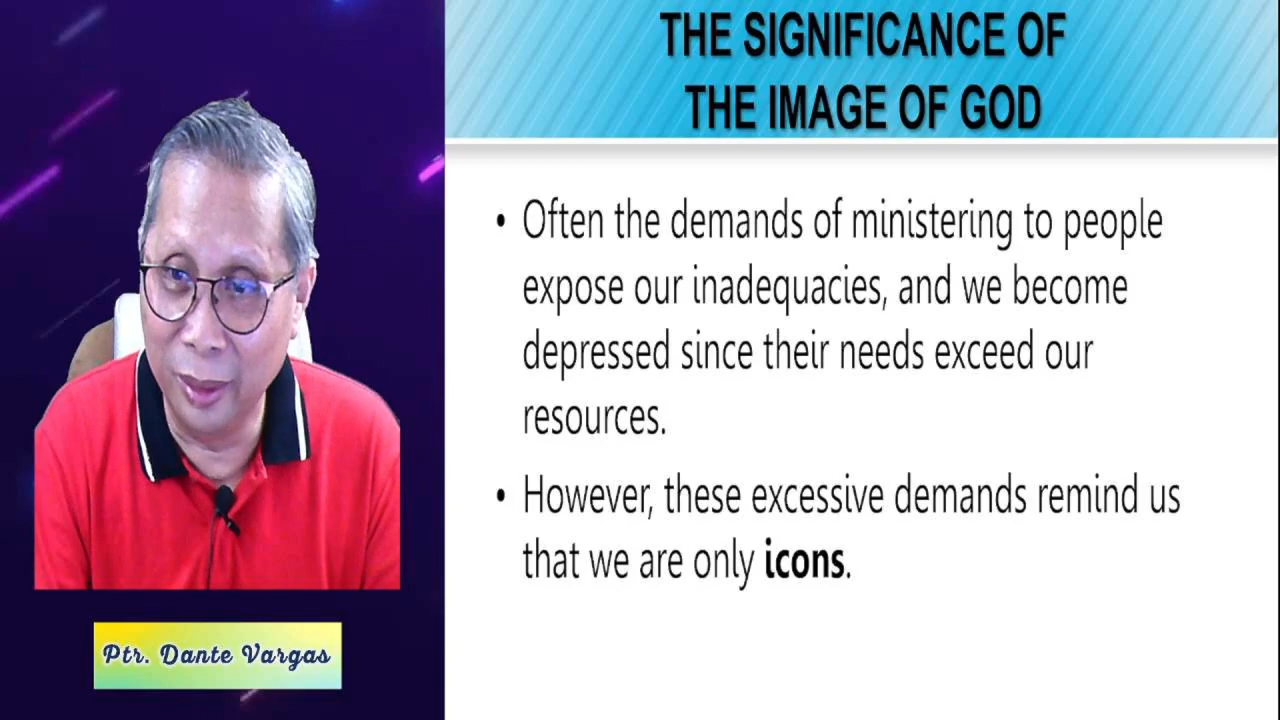 THE SIGNIFICANCE OF
THE IMAGE OF GOD
• Often the demands of ministering to people
expose our inadequacies, and we become
depressed since their needs exceed our
resources.
• However, these excessive demands remind us
that we are only icons.
Ptr. Dante Vargas